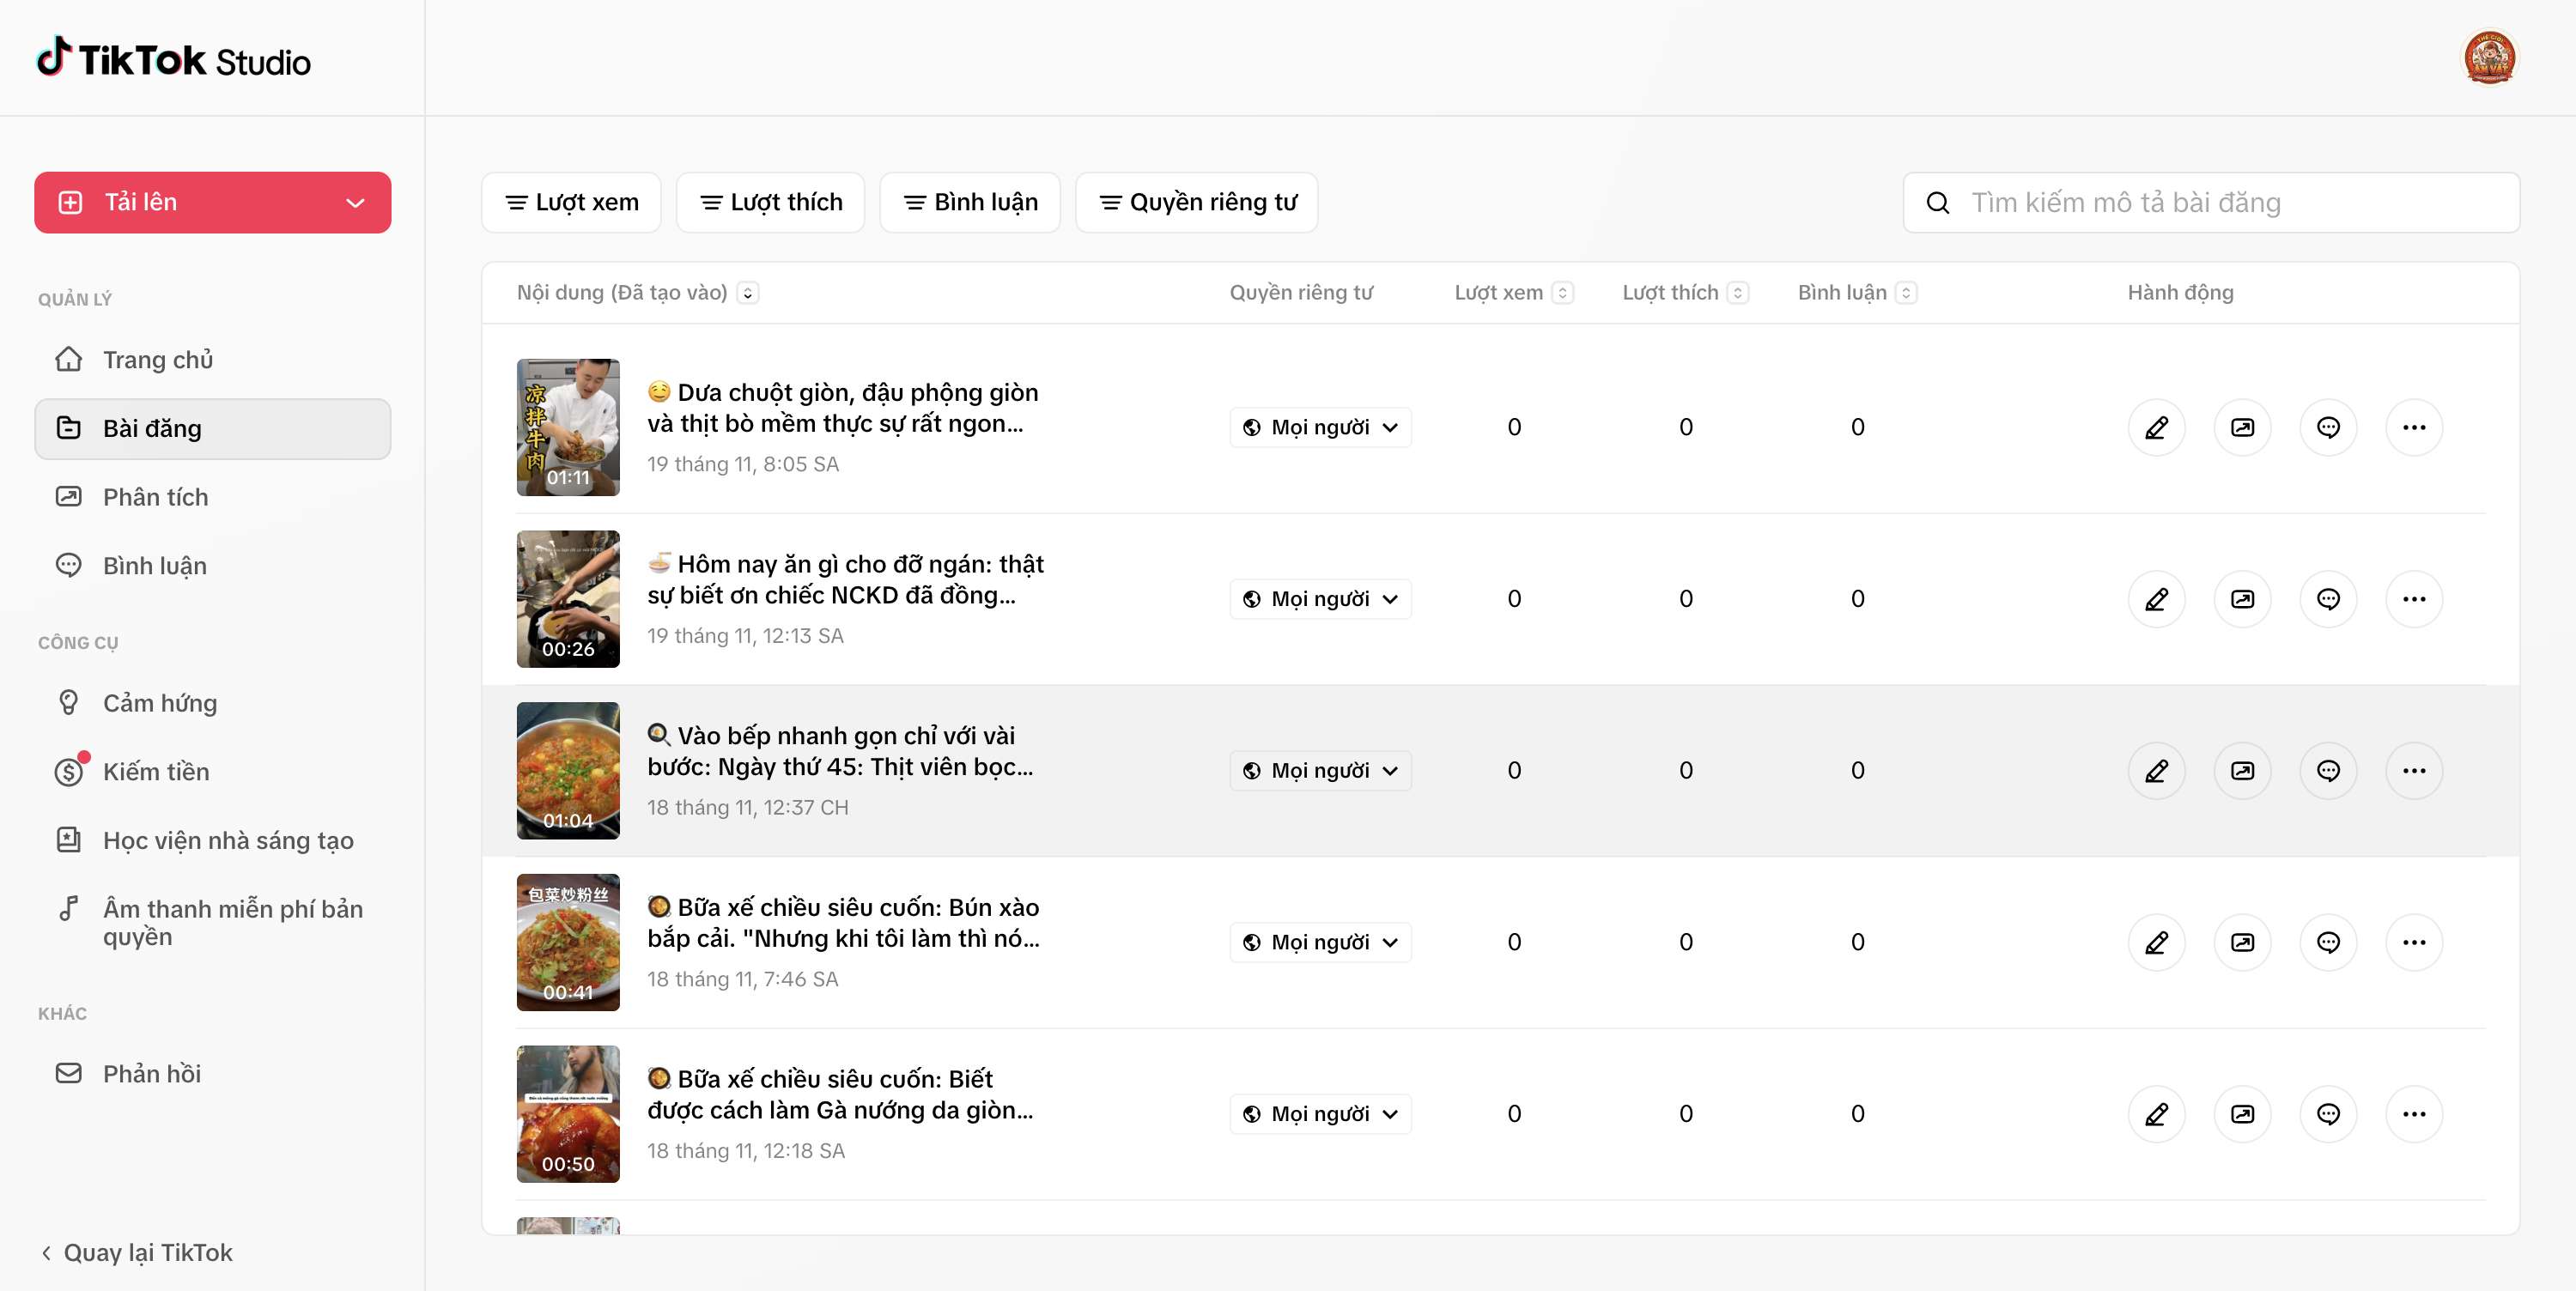 TikTok Studio
Tải lên
QUẢN LÝ
Trang chủ
Bài đăng
Phân tích
Bình luận
CÔNG CỤ
Cảm hứng
Kiếm tiền
Học viện nhà sáng tạo
Âm thanh miễn phí bản
quyền
KHÁC
Phản hồi
Quay lại TikTok
Lượt xem
Lượt thích
Bình luận
Quyền riêng tư
Tìm kiếm mô tả bài đăng
Nội dung (Đã tạo vào)
Quyền riêng tư
Lượt xem
Lượt thích
Bình luận
Hành động
凉拌牛肉
01:11
🤤 Dưa chuột giòn, đậu phộng giòn
và thịt bò mềm thực sự rất ngon...
19 tháng 11, 8:05 SA
Mọi người
0
0
0
00:26
🍜 Hôm nay ăn gì cho đỡ ngán: thật
sự biết ơn chiếc NCKD đã đồng...
19 tháng 11, 12:13 SA
Mọi người
0
0
0
01:04
🍳 Vào bếp nhanh gọn chỉ với vài
bước: Ngày thứ 45: Thịt viên bọc...
18 tháng 11, 12:37 CH
Mọi người
0
0
0
包菜炒粉丝
00:41
🥘 Bữa xế chiều siêu cuốn: Bún xào
bắp cải. "Nhưng khi tôi làm thì nó...
18 tháng 11, 7:46 SA
Mọi người
0
0
0
00:50
🥘 Bữa xế chiều siêu cuốn: Biết
được cách làm Gà nướng da giòn...
18 tháng 11, 12:18 SA
Mọi người
0
0
0